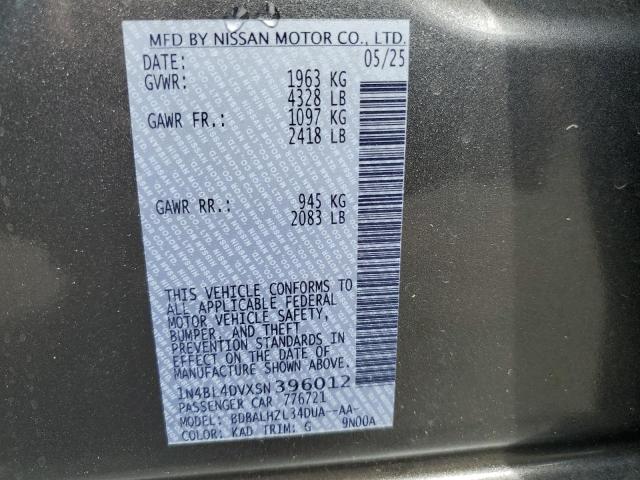 MFD BY NISSAN MOTOR CO., LTD.
DATE: 05/25
GVWR: 1963 KG
4328 LB
GAWR FR.: 1097 KG
2418 LB
GAWR RR.: 945 KG
2083 LB
THIS VEHICLE CONFORMS TO
ALL APPLICABLE FEDERAL
MOTOR VEHICLE SAFETY,
BUMPER, AND THEFT
PREVENTION STANDARDS IN
EFFECT ON THE DATE OF
MANUFACTURE SHOWN ABOVE.
1N4BL4DVXSN396012
PASSENGER CAR 776721
MODEL: BDBALHZL34DUA--AA-
COLOR: KAD TRIM: G 9N00A